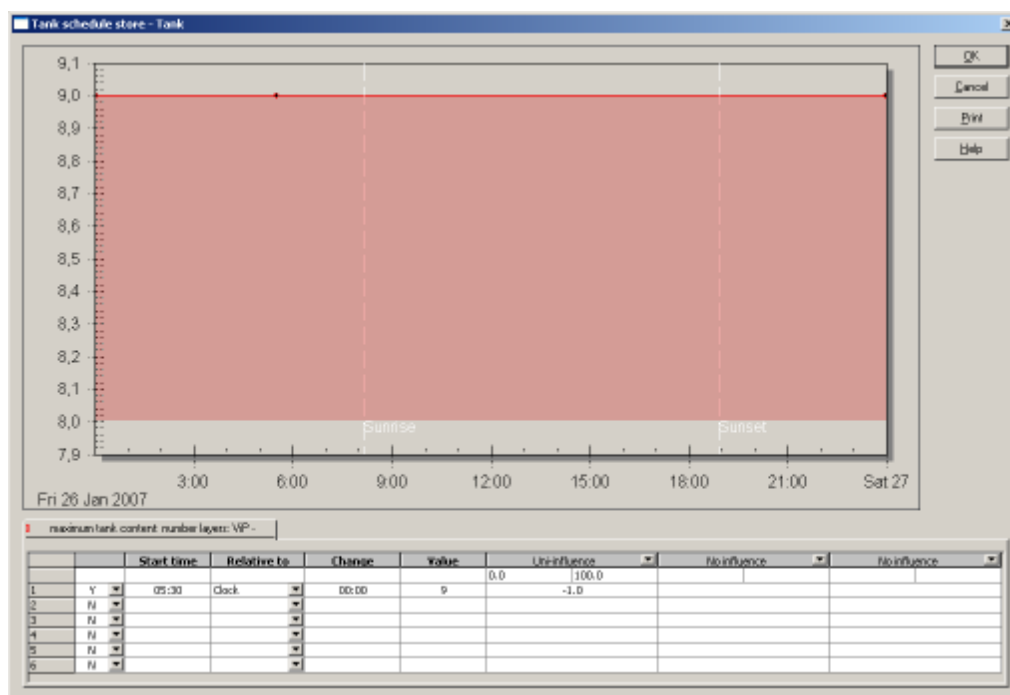 Tank schedule store - Tank
OK
Cancel
Print
Help
9,1
9,0
8,9
8,8
8,7
8,6
8,5
8,4
8,3
8,2
8,1
8,0
7,9
Sunrise Sunset
3:00 6:00 9:00 12:00 15:00 18:00 21:00 Sat 27
Fri 26 Jan 2007
maximum tank content: number layers: ViP -
Start time Relative to Change Value Uni-influence No influence No influence
0.0 100.0
1 Y 05:30 Clock 00:00 9 -1.0
2 N
3 N
4 N
5 N
6 N